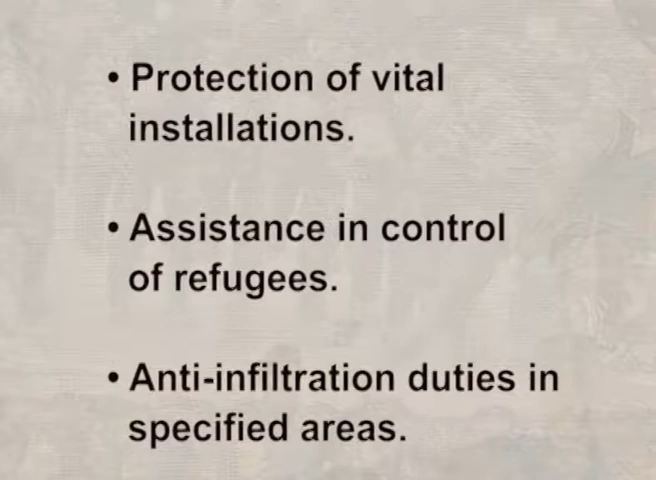 • Protection of vital
installations.
• Assistance in control
of refugees.
• Anti-infiltration duties in
specified areas.